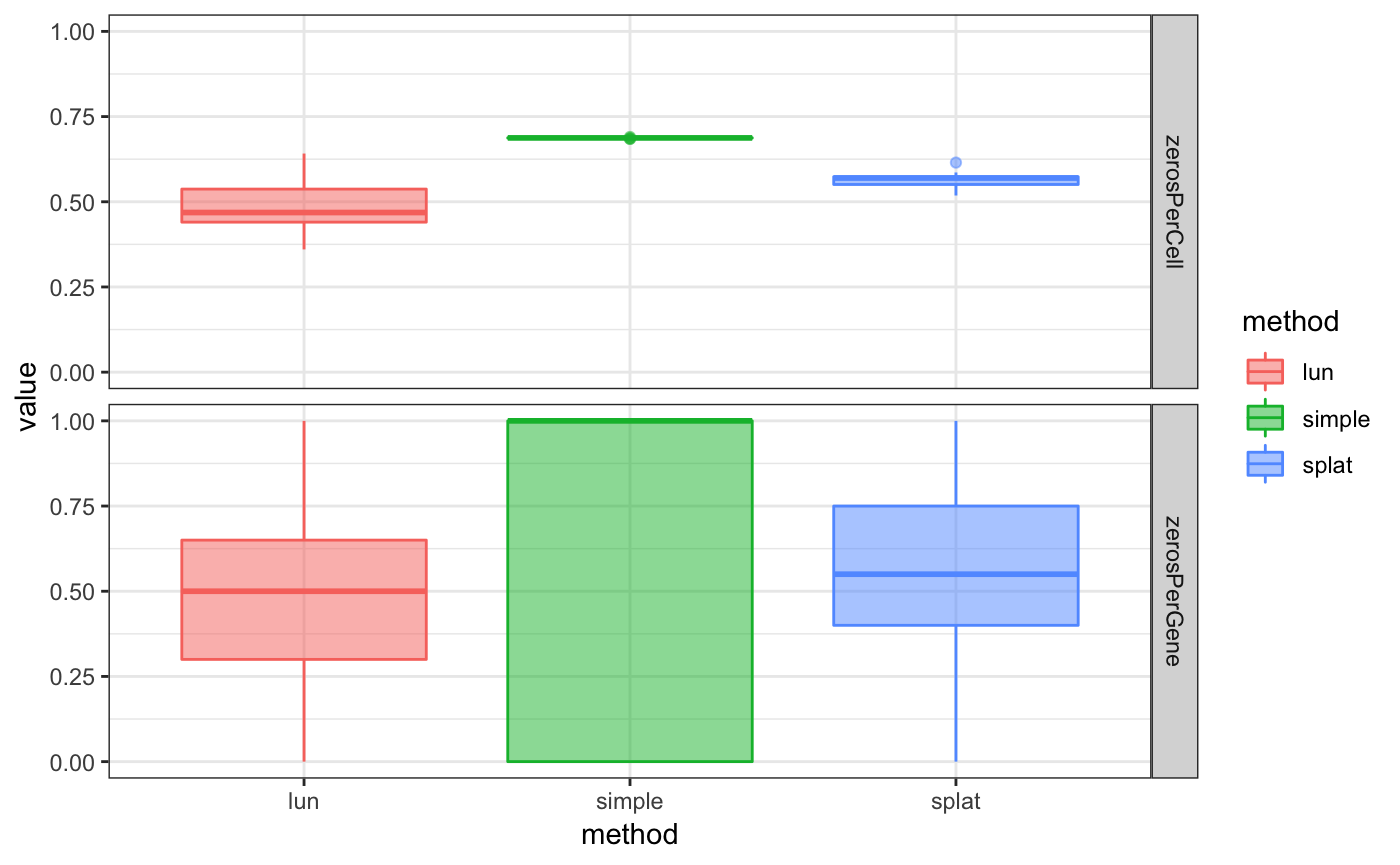 value
1.00
0.75
0.50
0.25
0.00
zerosPerCell
1.00
0.75
0.50
0.25
0.00
zerosPerGene
lun
simple
splat
method
method
lun
simple
splat